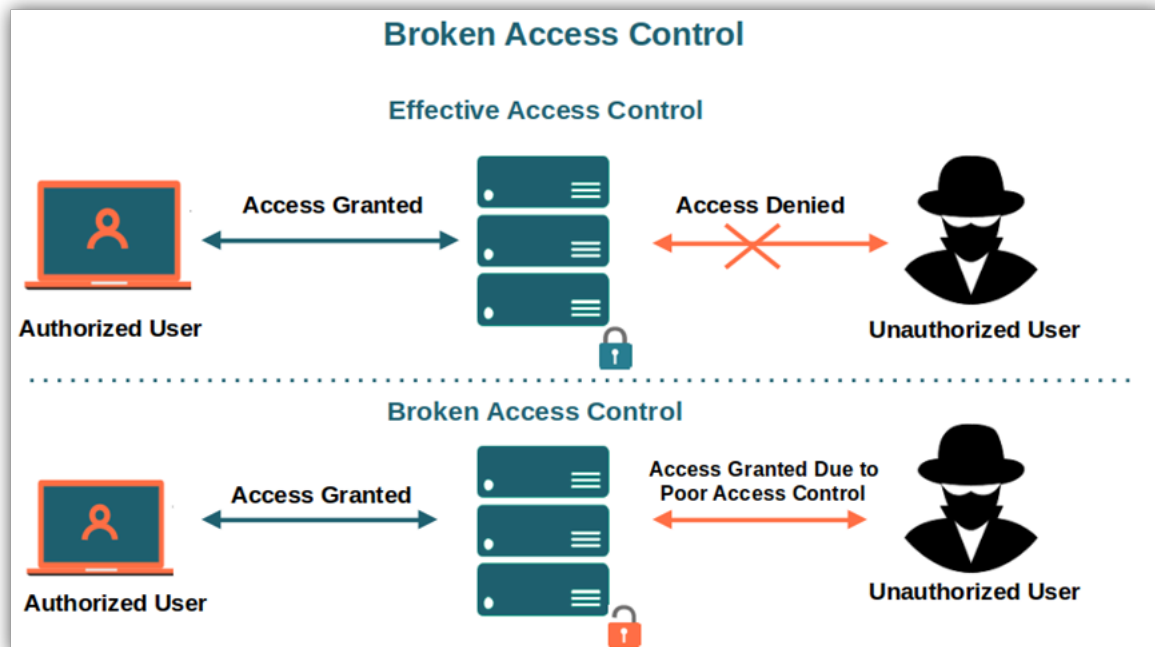 Broken Access Control
Effective Access Control
Access Granted
Access Denied
Authorized User
Unauthorized User
Broken Access Control
Access Granted
Access Granted Due to
Poor Access Control
Authorized User
Unauthorized User